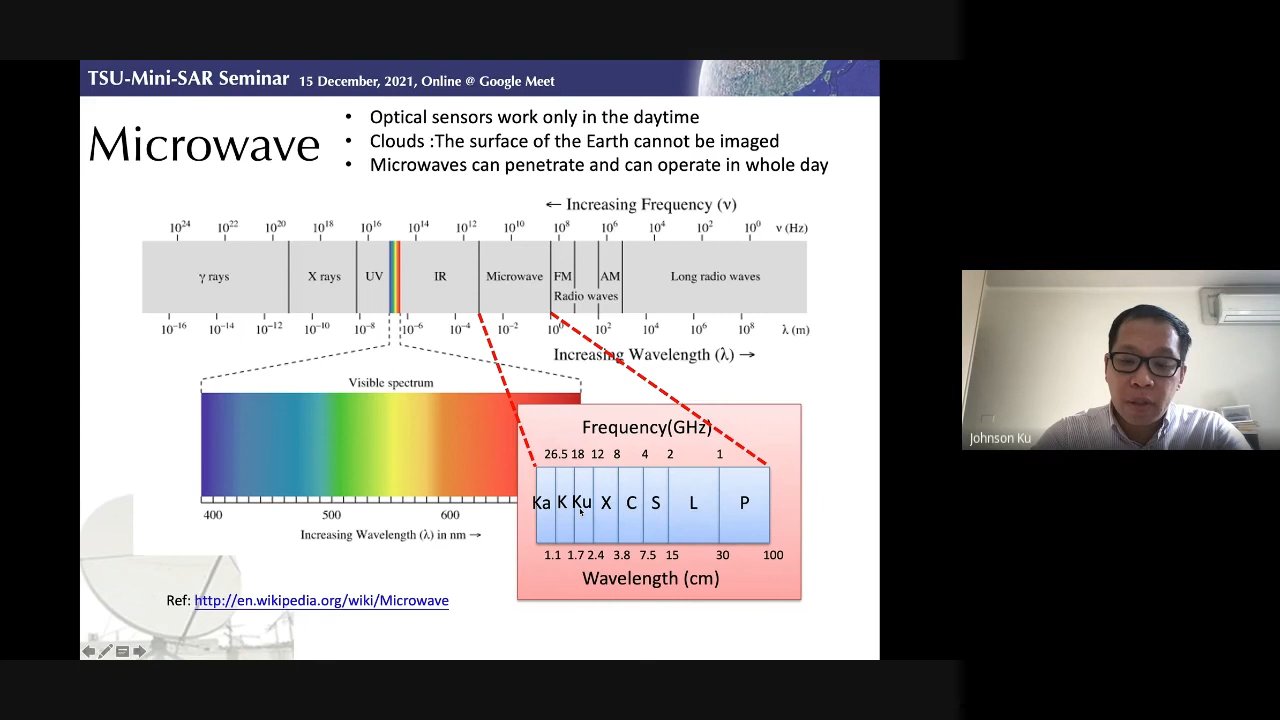 TSU-Mini-SAR Seminar 15 December, 2021, Online @ Google Meet
Microwave
• Optical sensors work only in the daytime
• Clouds :The surface of the Earth cannot be imaged
• Microwaves can penetrate and can operate in whole day
← Increasing Frequency (ν)
10²⁴ 10²² 10²⁰ 10¹⁸ 10¹⁶ 10¹⁴ 10¹² 10¹⁰ 10⁸ 10⁶ 10⁴ 10² 10⁰ ν (Hz)
γ rays X rays UV IR Microwave FM AM Long radio waves
Radio waves
10⁻¹⁶ 10⁻¹⁴ 10⁻¹² 10⁻¹⁰ 10⁻⁸ 10⁻⁶ 10⁻⁴ 10⁻² 10⁰ 10² 10⁴ 10⁶ 10⁸ λ (m)
Increasing Wavelength (λ) →
Visible spectrum
400 500 600
Increasing Wavelength (λ) in nm →
Frequency(GHz)
26.5 18 12 8 4 2 1
Ka K Ku X C S L P
1.1 1.7 2.4 3.8 7.5 15 30 100
Wavelength (cm)
Ref: http://en.wikipedia.org/wiki/Microwave
Johnson Ku